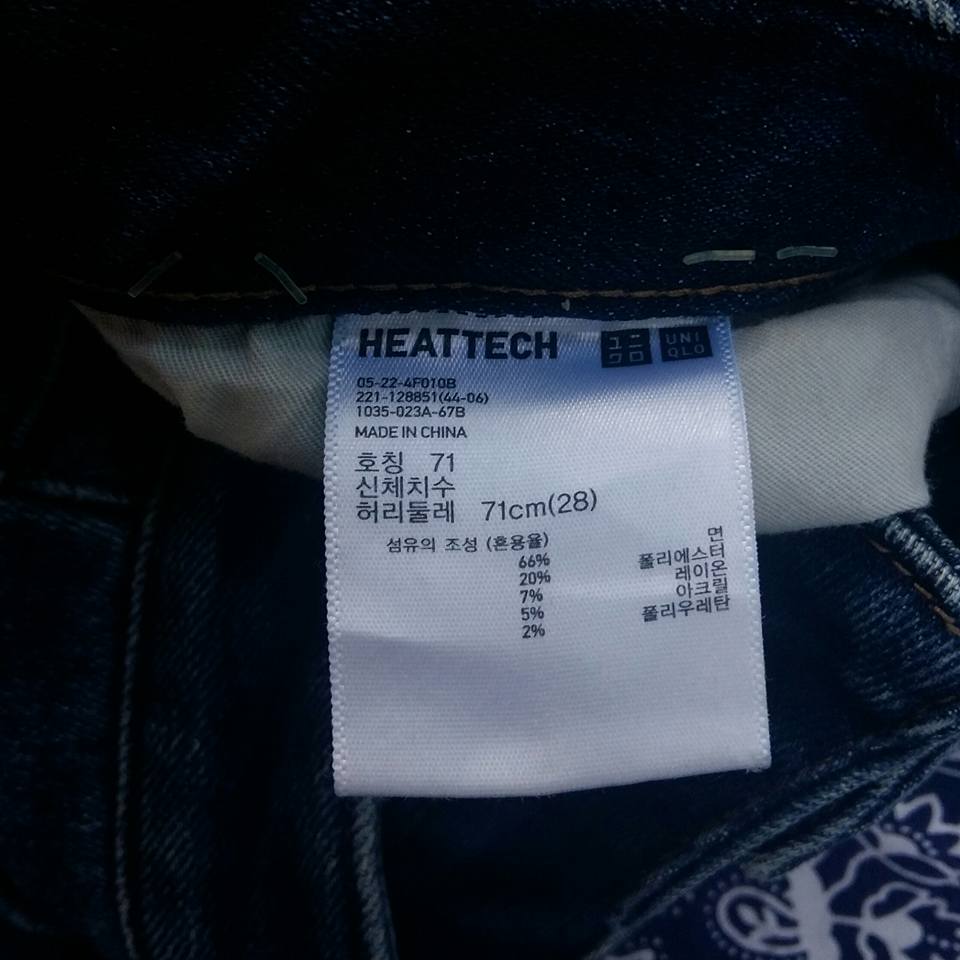 HEATTECH ユニクロ UNIQLO
05-22-4F010B
221-128851(44-06)
1035-023A-67B
MADE IN CHINA
호칭 71
신체치수
허리둘레 71cm(28)
섬유의 조성 (혼용율)
66% 면
20% 폴리에스터
7% 레이온
5% 아크릴
2% 폴리우레탄